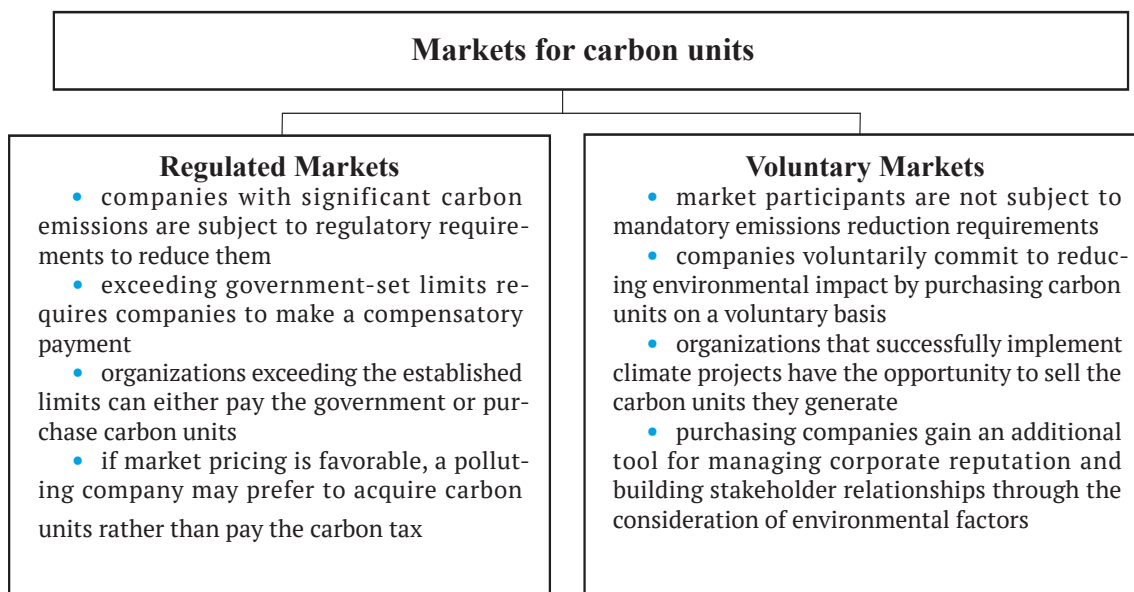 Markets for carbon units
Regulated Markets
• companies with significant carbon
emissions are subject to regulatory require-
ments to reduce them
• exceeding government-set limits re-
quires companies to make a compensatory
payment
• organizations exceeding the established
limits can either pay the government or pur-
chase carbon units
• if market pricing is favorable, a pollut-
ing company may prefer to acquire carbon
units rather than pay the carbon tax
Voluntary Markets
• market participants are not subject to
mandatory emissions reduction requirements
• companies voluntarily commit to reduc-
ing environmental impact by purchasing carbon
units on a voluntary basis
• organizations that successfully implement
climate projects have the opportunity to sell the
carbon units they generate
• purchasing companies gain an additional
tool for managing corporate reputation and
building stakeholder relationships through the
consideration of environmental factors